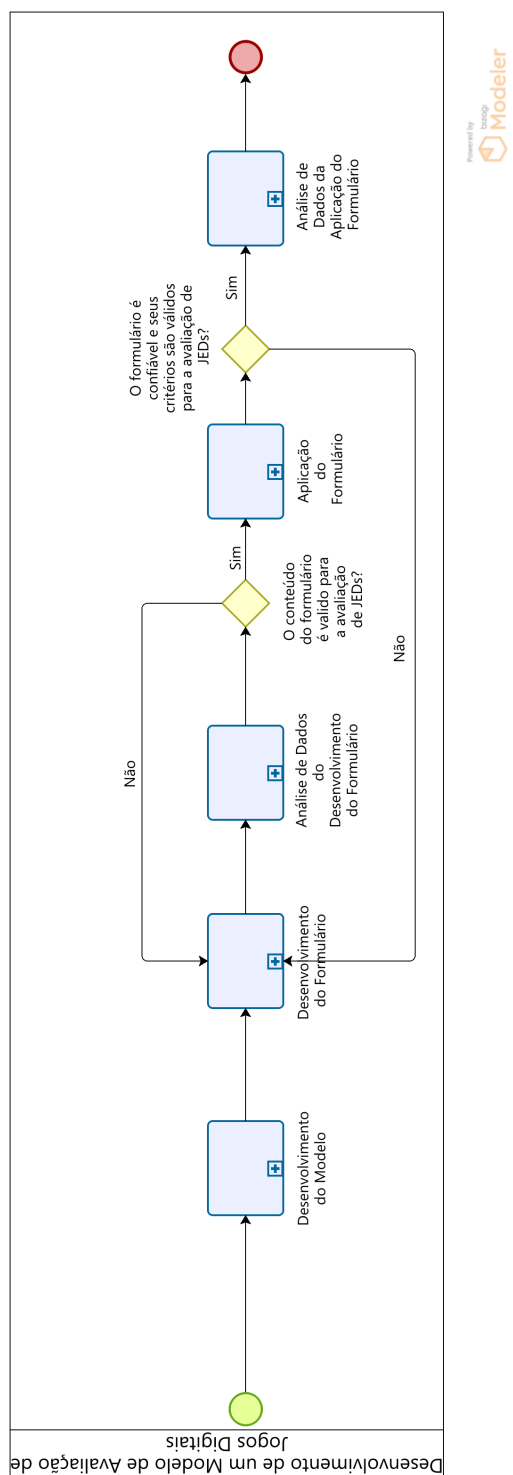 Desenvolvimento de um Modelo de Avaliação de
Jogos Digitais
Desenvolvimento
do Modelo
Desenvolvimento
do Formulário
Análise de Dados
do
Desenvolvimento
do Formulário
Não
O conteúdo
do formulário
é valido para
a avaliação
de JEDs?
Sim
Aplicação
do
Formulário
Não
O formulário é
confiável e seus
critérios são válidos
para a avaliação de
JEDs?
Sim
Análise de
Dados da
Aplicação do
Formulário
Powered by
bizagi
Modeler